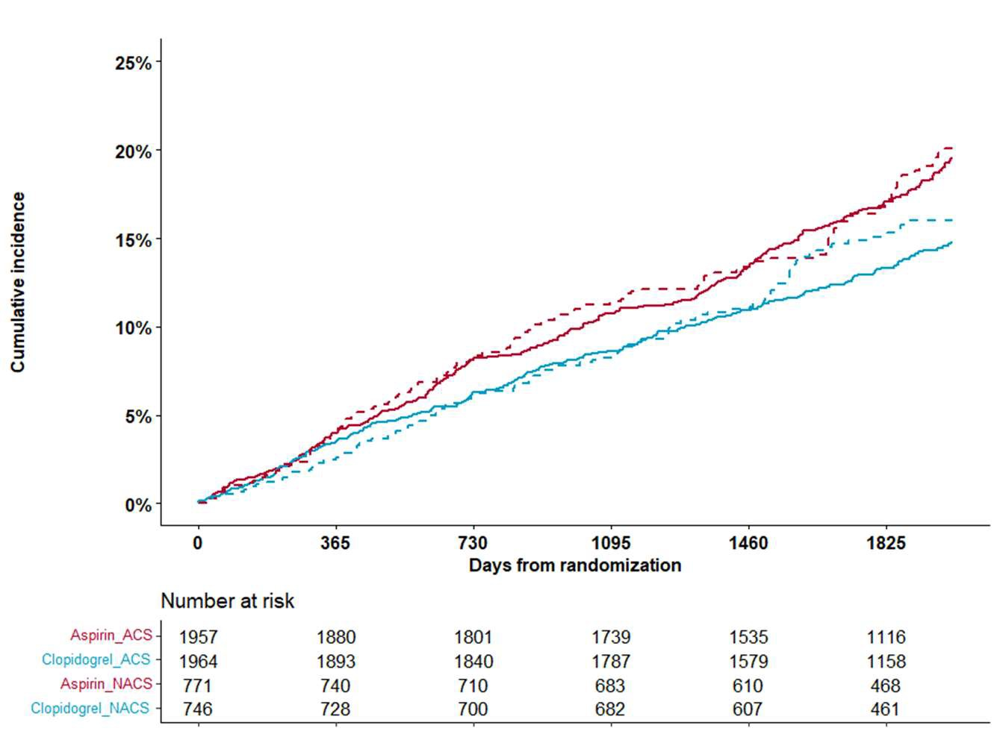 25%
20%
15%
10%
5%
0%
Cumulative incidence
0 365 730 1095 1460 1825
Days from randomization
Number at risk
Aspirin_ACS 1957 1880 1801 1739 1535 1116
Clopidogrel_ACS 1964 1893 1840 1787 1579 1158
Aspirin_NACS 771 740 710 683 610 468
Clopidogrel_NACS 746 728 700 682 607 461